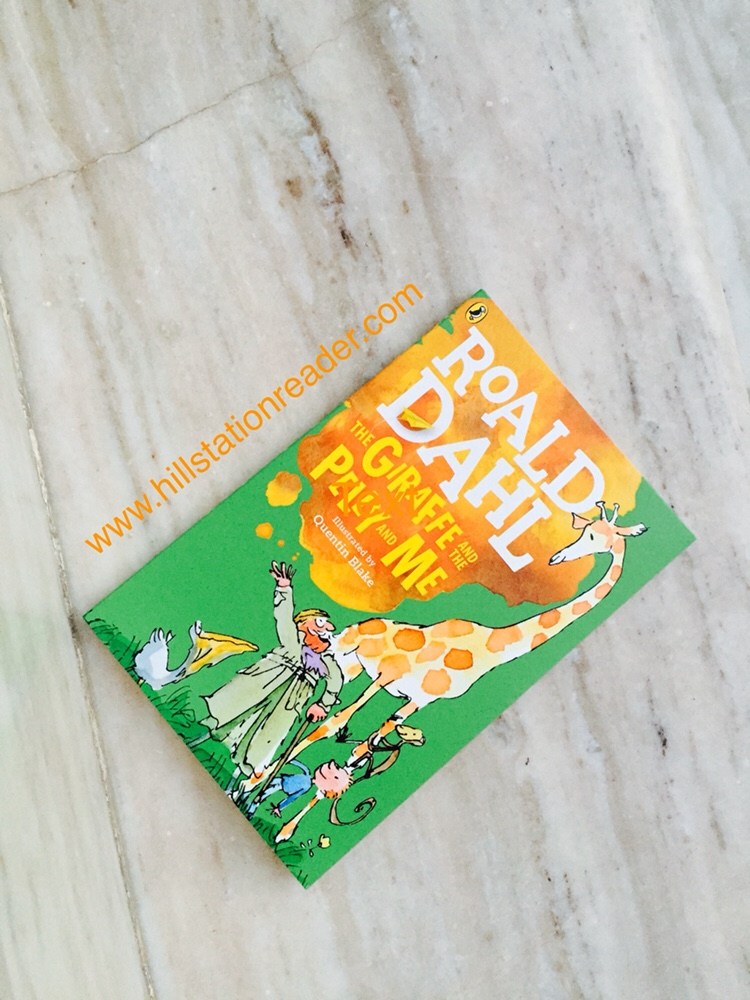 www.hillstationreader.com
ROALD
DAHL
THE GIRAFFE AND
THE
PELLY AND ME
Illustrated by
Quentin Blake